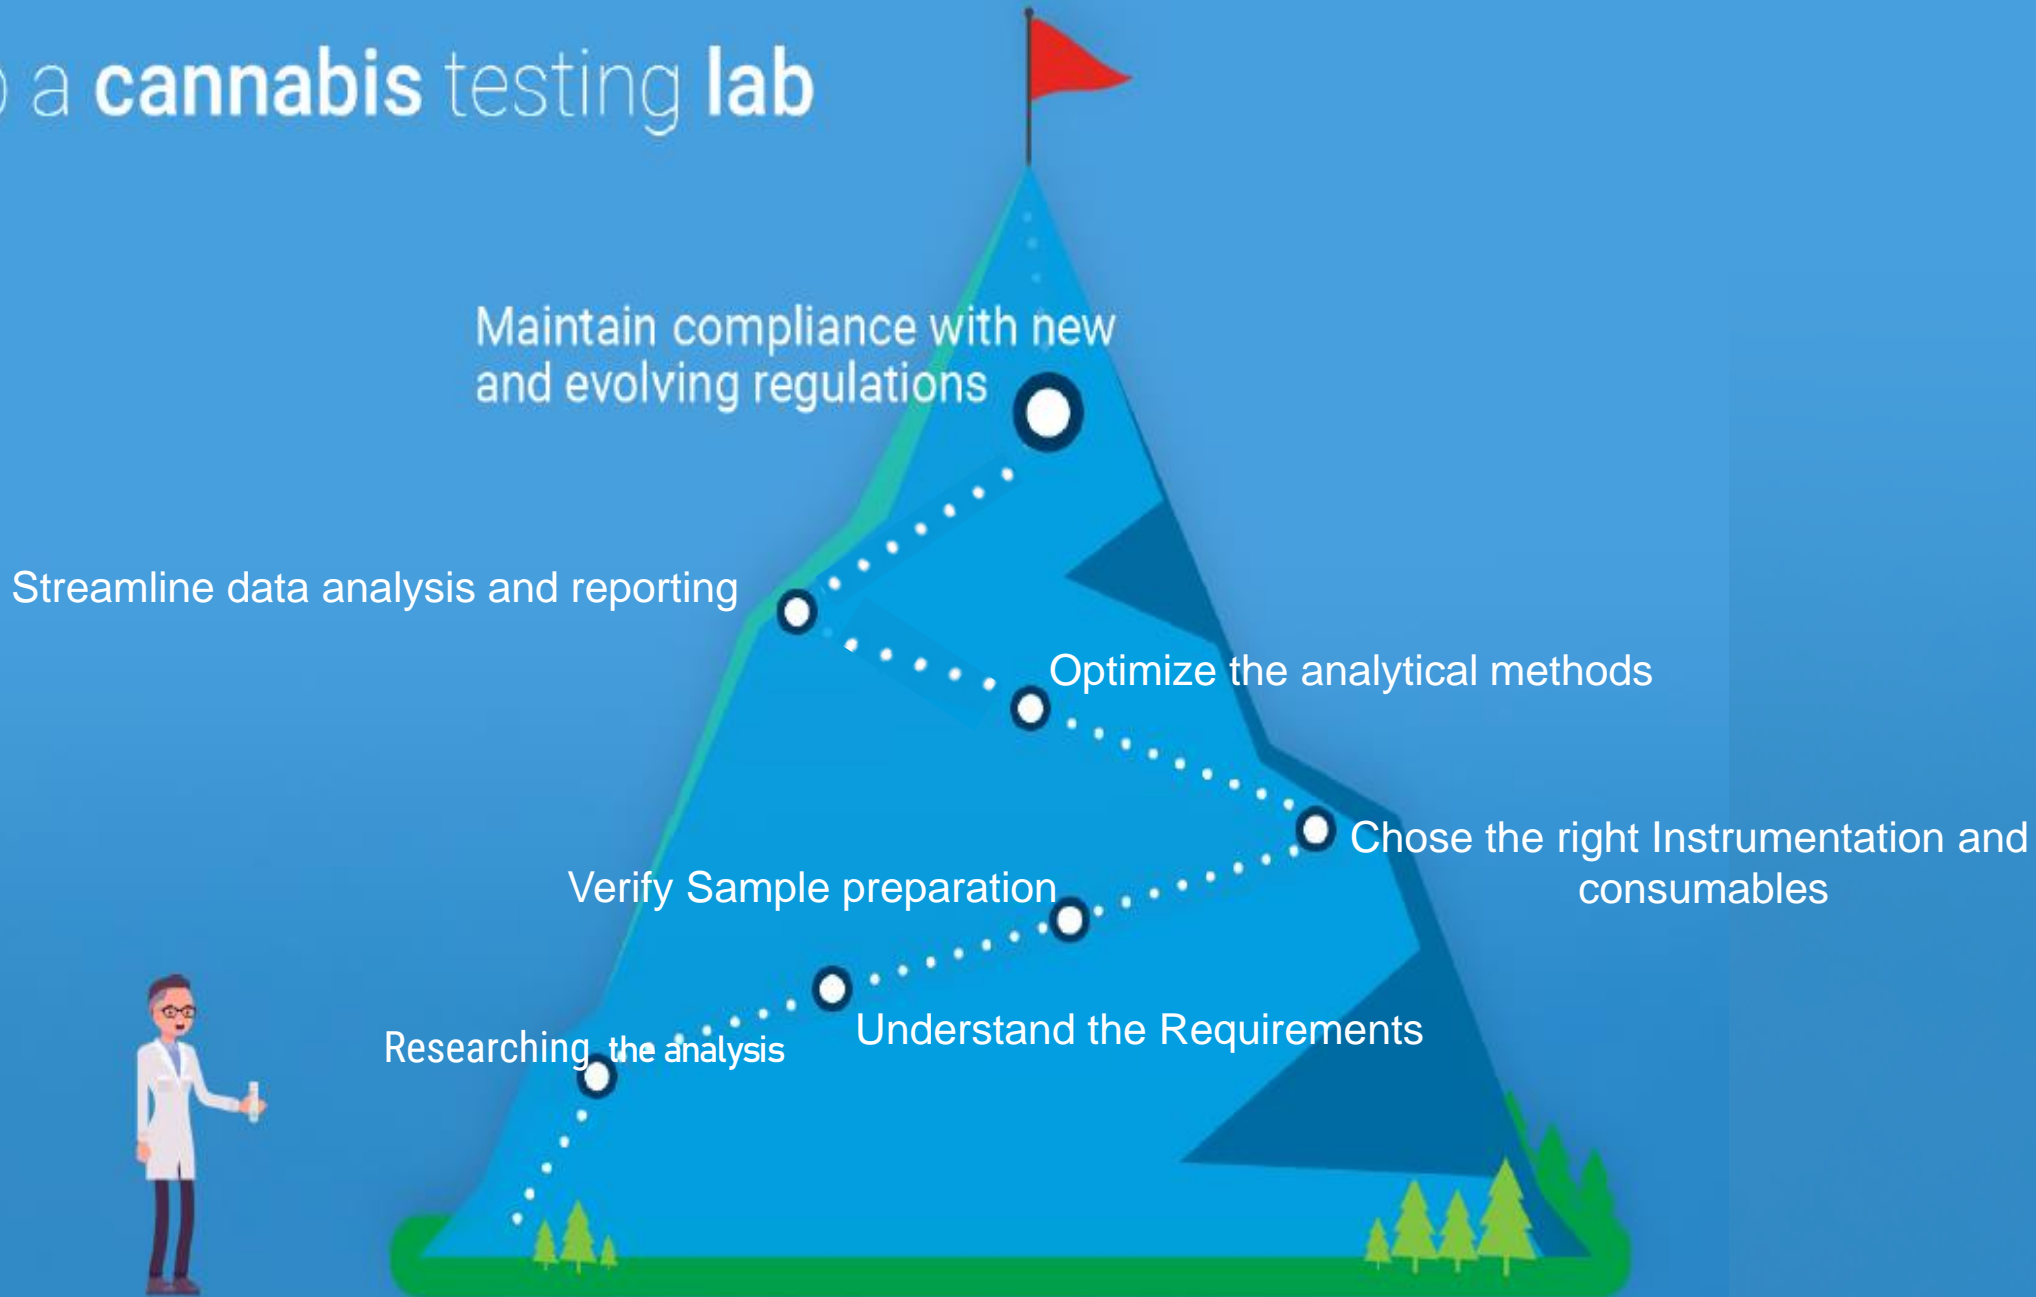 a cannabis testing lab
Maintain compliance with new
and evolving regulations
Streamline data analysis and reporting
Optimize the analytical methods
Chose the right Instrumentation and
consumables
Verify Sample preparation
Understand the Requirements
Researching the analysis